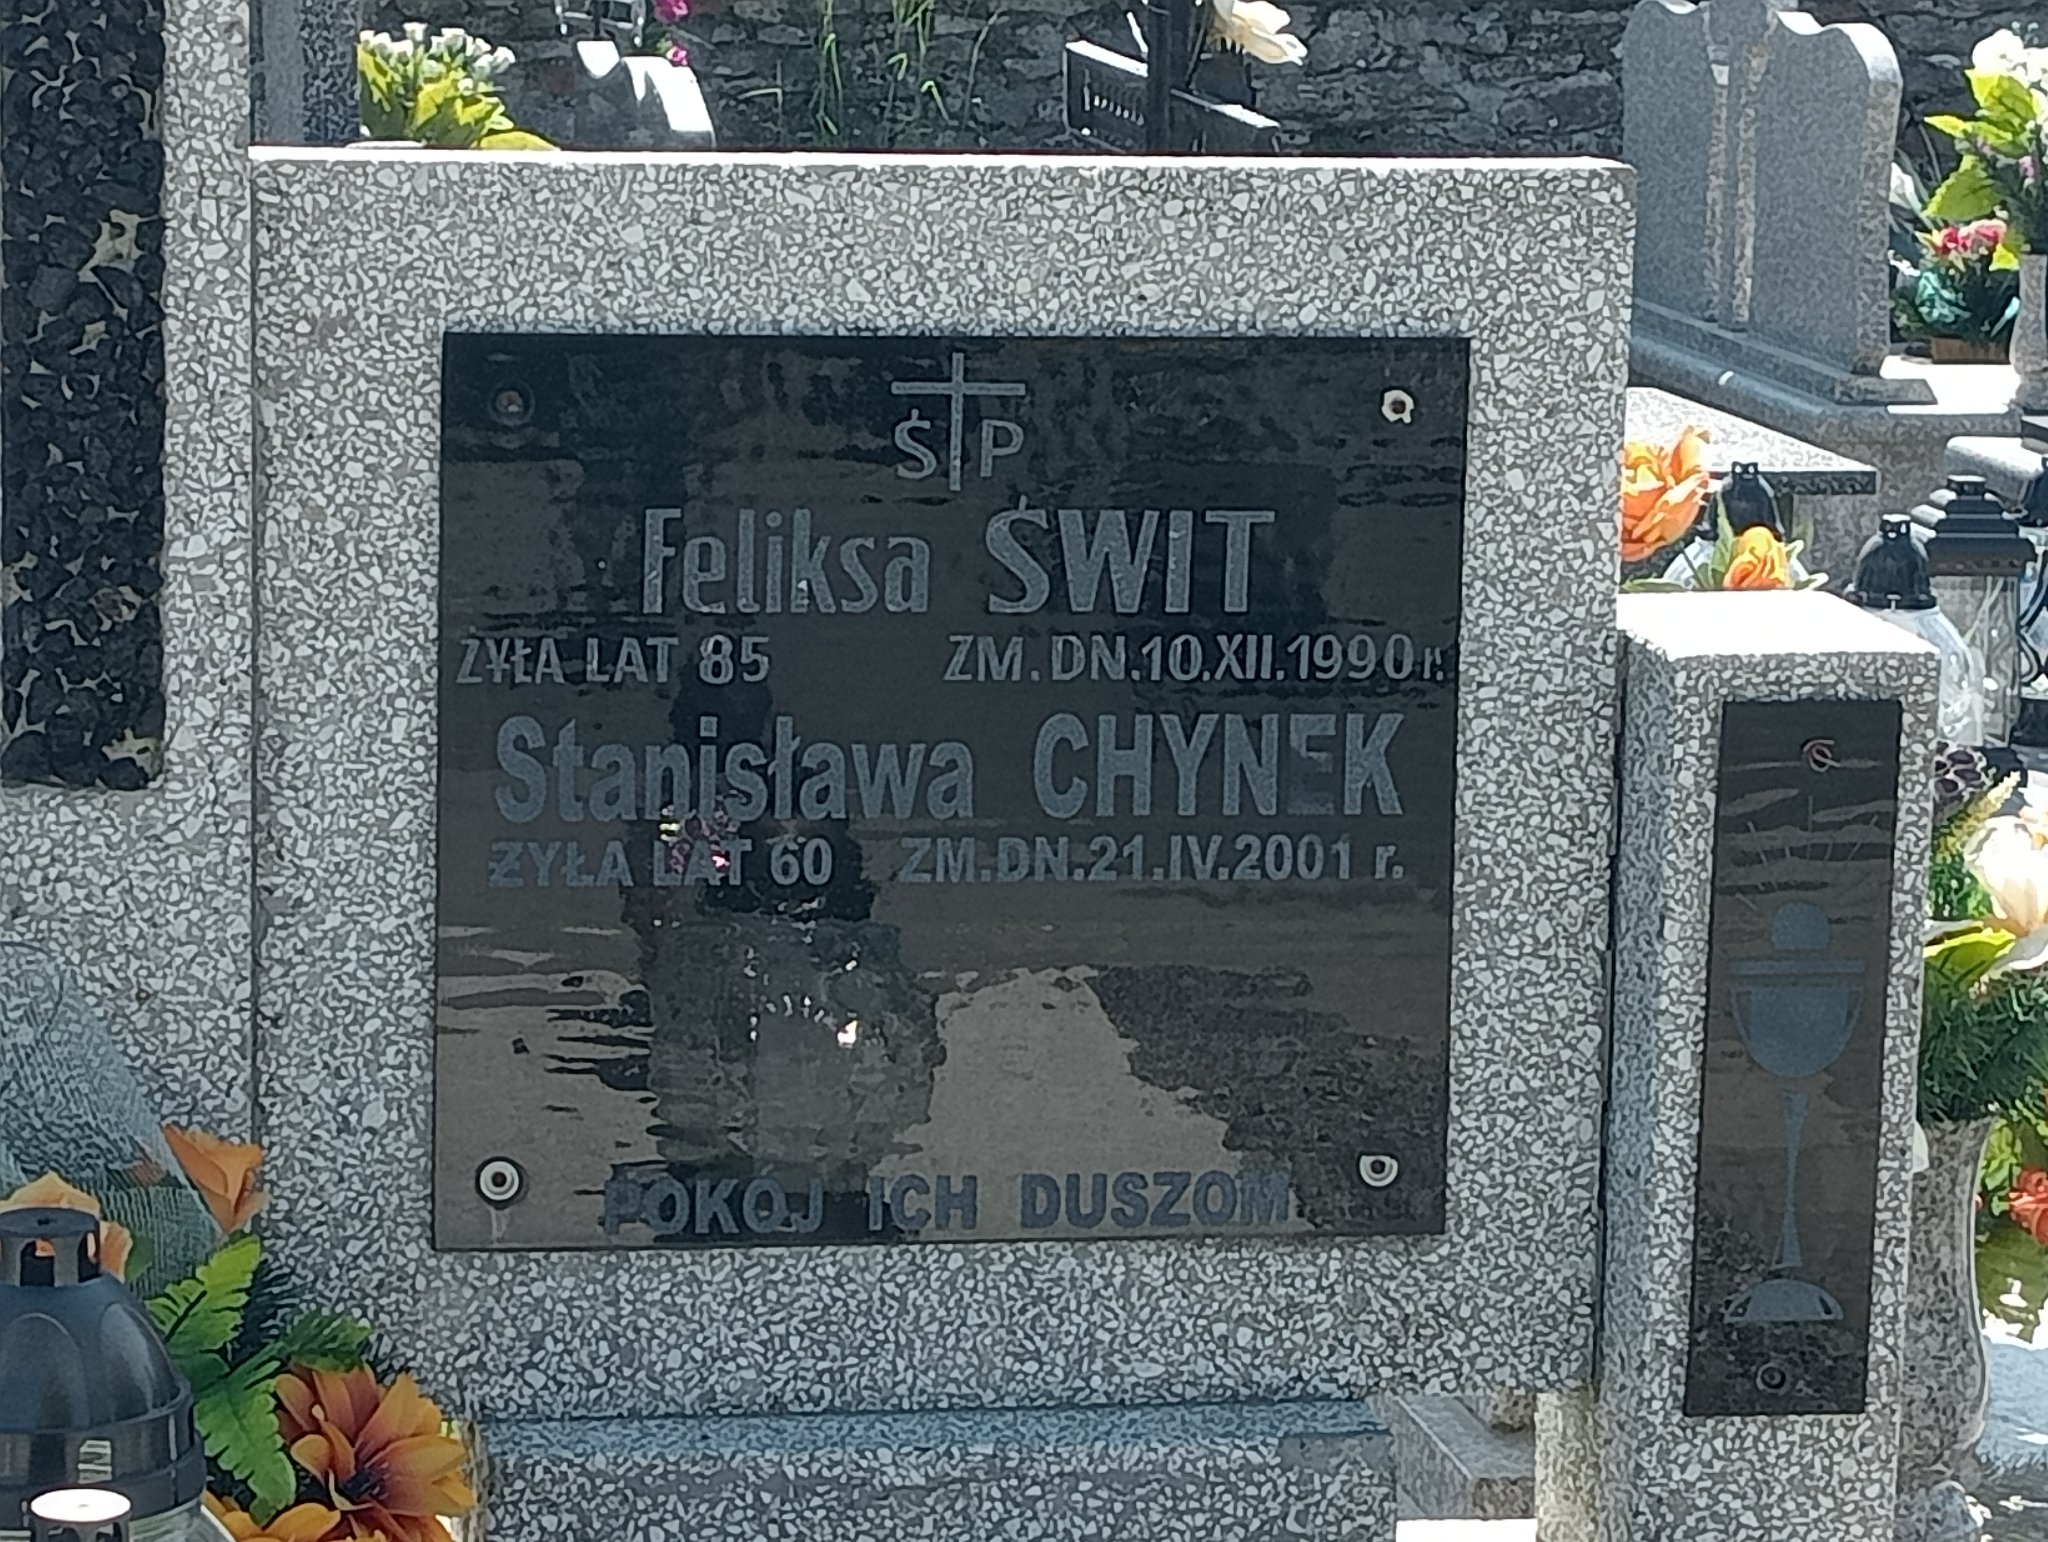 Ś P
Feliksa ŚWIT
ŻYŁA LAT 85 ZM.DN.10.XII.1990 r.
Stanisława CHYNEK
ŻYŁA LAT 60 ZM.DN.21.IV.2001 r.
POKÓJ ICH DUSZOM